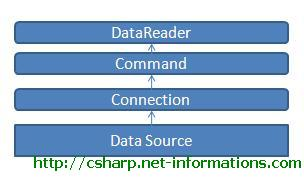 DataReader
Command
Connection
Data Source
http://csharp.net-informations.com